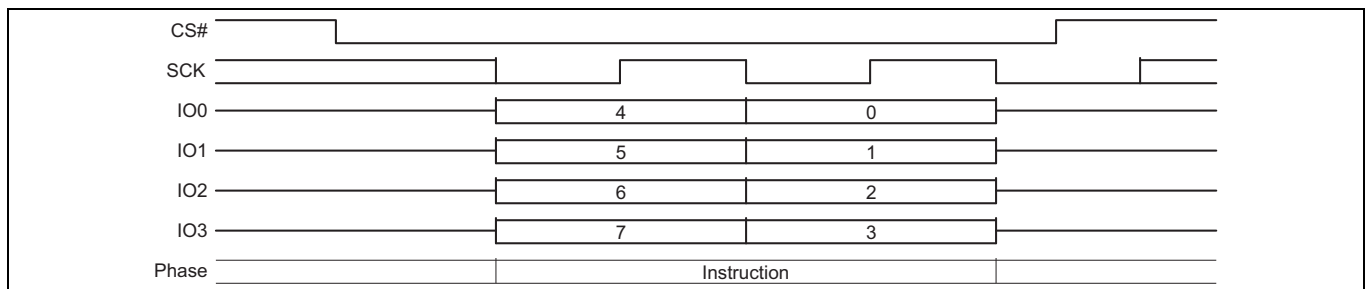 CS#
SCK
IO0 4 0
IO1 5 1
IO2 6 2
IO3 7 3
Phase Instruction